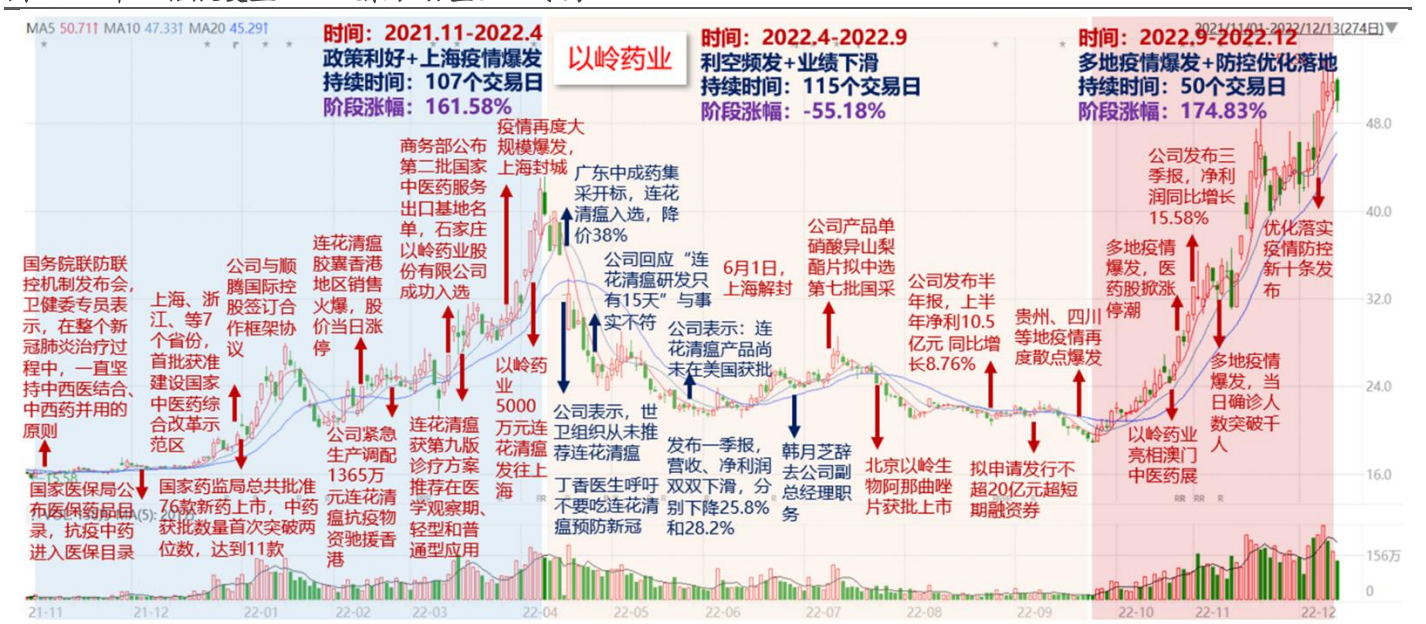 MA5 50.71↑ MA10 47.33↑ MA20 45.29↑
2021/11/01-2022/12/13(274日)▼
时间：2021.11-2022.4
政策利好+上海疫情爆发
持续时间：107个交易日
阶段涨幅：161.58%
以岭药业
时间：2022.4-2022.9
利空频发+业绩下滑
持续时间：115个交易日
阶段涨幅：-55.18%
时间：2022.9-2022.12
多地疫情爆发+防控优化落地
持续时间：50个交易日
阶段涨幅：174.83%
国务院联防联
控机制发布会，
卫健委专员表
示，在整个新
冠肺炎治疗过
程中，一直坚
持中西医结合、
中西药并用的
原则
15.58
国家医保局公
布医保药品目
录，抗疫中药
进入医保目录
上海、浙
江、等7
个省份，
首批获准
建设国家
中医药综
合改革示
范区
国家药监局总共批准
76款新药上市，中药
获批数量首次突破两
位数，达到11款
公司与顺
腾国际控
股签订合
作框架协
议
连花清瘟
胶囊香港
地区销售
火爆，股
价当日涨
停
公司紧急
生产调配
1365万
元连花清
瘟抗疫物
资驰援香
港
商务部公布
第二批国家
中医药服务
出口基地名
单，石家庄
以岭药业股
份有限公司
成功入选
连花清瘟
获第九版
诊疗方案
推荐在医
学观察期、
轻型和普
通型应用
疫情再度大
规模爆发，
上海封城
以岭药
业
5000
万元连
花清瘟
发往上
海
广东中成药集
采开标，连花
清瘟入选，降
价38%
公司表示，世
卫组织从未推
荐连花清瘟
丁香医生呼吁
不要吃连花清
瘟预防新冠
公司回应“连
花清瘟研发只
有15天”与事
实不符
公司表示：连
花清瘟产品尚
未在美国获批
发布一季报，
营收、净利润
双双下滑，分
别下降25.8%
和28.2%
6月1日，
上海解封
韩月芝辞
去公司副
总经理职
务
公司产品单
硝酸异山梨
酯片拟中选
第七批国采
北京以岭生
物阿那曲唑
片获批上市
公司发布半
年报，上半
年净利10.5
亿元 同比增
长8.76%
拟申请发行不
超20亿元超短
期融资券
贵州、四川
等地疫情再
度散点爆发
多地疫情
爆发，医
药股掀涨
停潮
以岭药业
亮相澳门
中医药展
公司发布三
季报，净利
润同比增长
15.58%
多地疫情
爆发，当
日确诊人
数突破千
人
优化落实
疫情防控
新十条发
布
48.0
40.0
32.0
24.0
16.0
156万
0
21-11 21-12 22-01 22-02 22-03 22-04 22-05 22-06 22-07 22-08 22-09 22-10 22-11 22-12